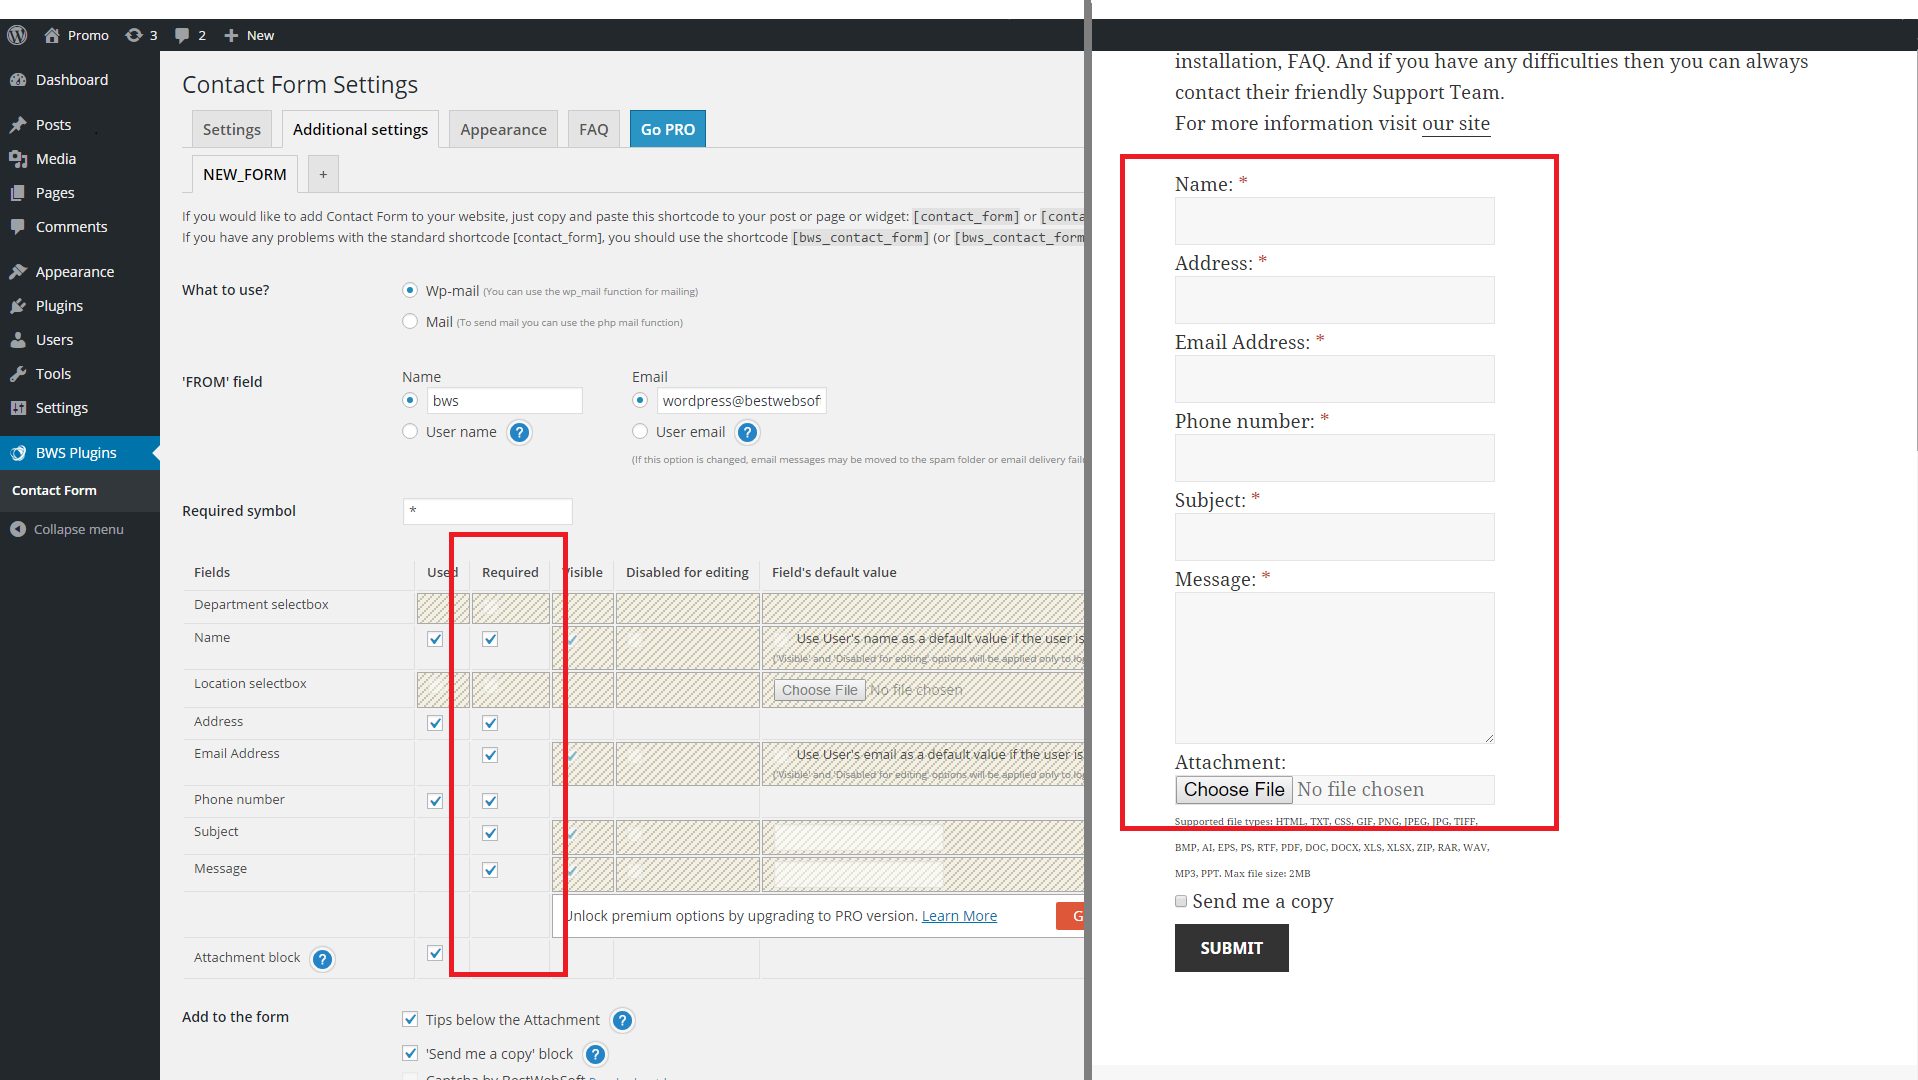 Promo 3 2 New
Dashboard
Posts
Media
Pages
Comments
Appearance
Plugins
Users
Tools
Settings
BWS Plugins
Contact Form
Collapse menu
Contact Form Settings
Settings Additional settings Appearance FAQ Go PRO
NEW_FORM +
If you would like to add Contact Form to your website, just copy and paste this shortcode to your post or page or widget: [contact_form] or [conta
If you have any problems with the standard shortcode [contact_form], you should use the shortcode [bws_contact_form] (or [bws_contact_form
What to use?
Wp-mail (You can use the wp_mail function for mailing)
Mail (To send mail you can use the php mail function)
'FROM' field
Name Email
bws wordpress@bestwebsof
User name ? User email ?
(If this option is changed, email messages may be moved to the spam folder or email delivery fail
Required symbol *
Fields Used Required Visible Disabled for editing Field's default value
Department selectbox
Name Use User's name as a default value if the user is
('Visible' and 'Disabled for editing' options will be applied only to lo
Location selectbox Choose File No file chosen
Address
Email Address Use User's email as a default value if the user is
('Visible' and 'Disabled for editing' options will be applied only to log
Phone number
Subject
Message
Unlock premium options by upgrading to PRO version. Learn More G
Attachment block ?
Add to the form
Tips below the Attachment ?
'Send me a copy' block ?
Captcha by BestWebSoft
installation, FAQ. And if you have any difficulties then you can always
contact their friendly Support Team.
For more information visit our site
Name: *
Address: *
Email Address: *
Phone number: *
Subject: *
Message: *
Attachment:
Choose File No file chosen
Supported file types: HTML, TXT, CSS, GIF, PNG, JPEG, JPG, TIFF,
BMP, AI, EPS, PS, RTF, PDF, DOC, DOCX, XLS, XLSX, ZIP, RAR, WAV,
MP3, PPT. Max file size: 2MB
Send me a copy
SUBMIT